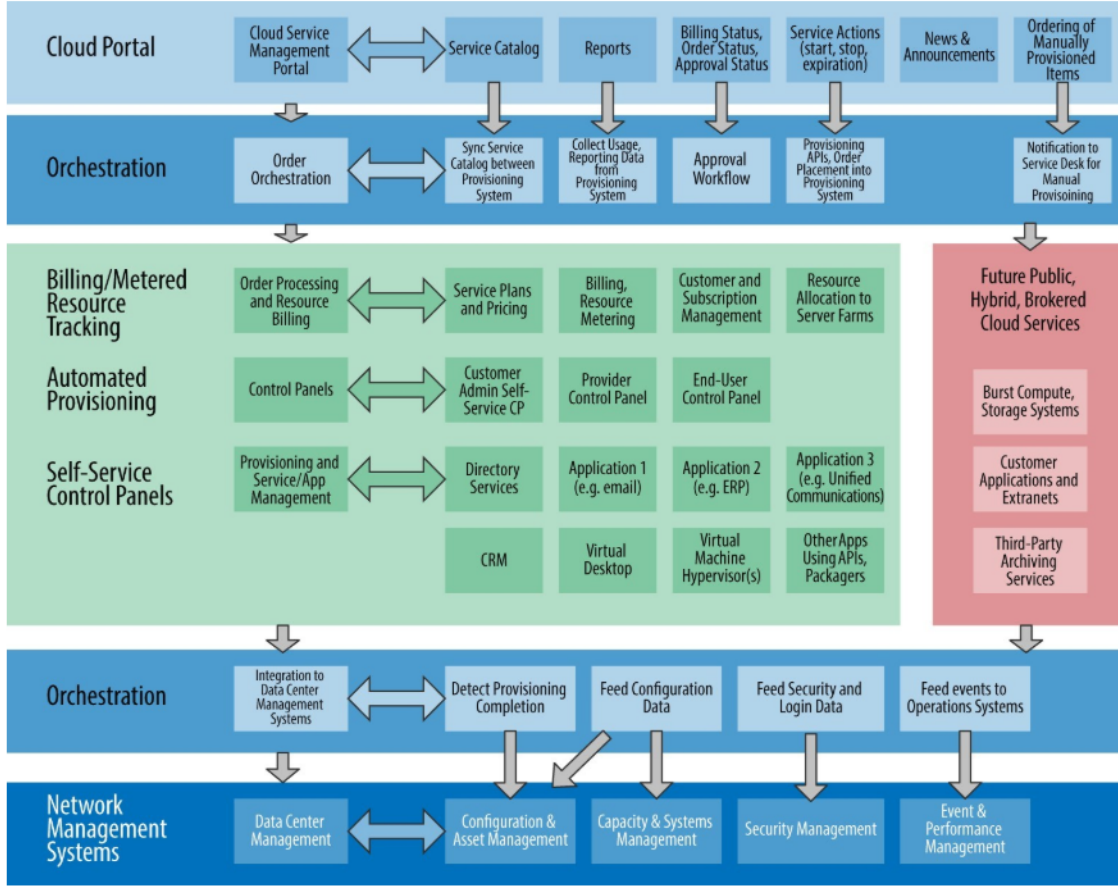 Cloud Portal
Cloud Service
Management
Portal
Service Catalog
Reports
Billing Status,
Order Status,
Approval Status
Service Actions
(start, stop,
expiration)
News &
Announcements
Ordering of
Manually
Provisioned
Items
Orchestration
Order
Orchestration
Sync Service
Catalog between
Provisioning
System
Collect Usage,
Reporting Data
from
Provisioning
System
Approval
Workflow
Provisioning
APIs, Order
Placement into
Provisioning
System
Notification to
Service Desk for
Manual
Provisoining
Billing/Metered
Resource
Tracking
Order Processing
and Resource
Billing
Service Plans
and Pricing
Billing,
Resource
Metering
Customer and
Subscription
Management
Resource
Allocation to
Server Farms
Automated
Provisioning
Control Panels
Customer
Admin Self-
Service CP
Provider
Control Panel
End-User
Control Panel
Self-Service
Control Panels
Provisioning and
Service/App
Management
Directory
Services
Application 1
(e.g. email)
Application 2
(e.g. ERP)
Application 3
(e.g. Unified
Communications)
CRM
Virtual
Desktop
Virtual
Machine
Hypervisor(s)
Other Apps
Using APIs,
Packagers
Future Public,
Hybrid, Brokered
Cloud Services
Burst Compute,
Storage Systems
Customer
Applications and
Extranets
Third-Party
Archiving
Services
Orchestration
Integration to
Data Center
Management
Systems
Detect Provisioning
Completion
Feed Configuration
Data
Feed Security and
Login Data
Feed events to
Operations Systems
Network
Management
Systems
Data Center
Management
Configuration &
Asset Management
Capacity & Systems
Management
Security Management
Event &
Performance
Management